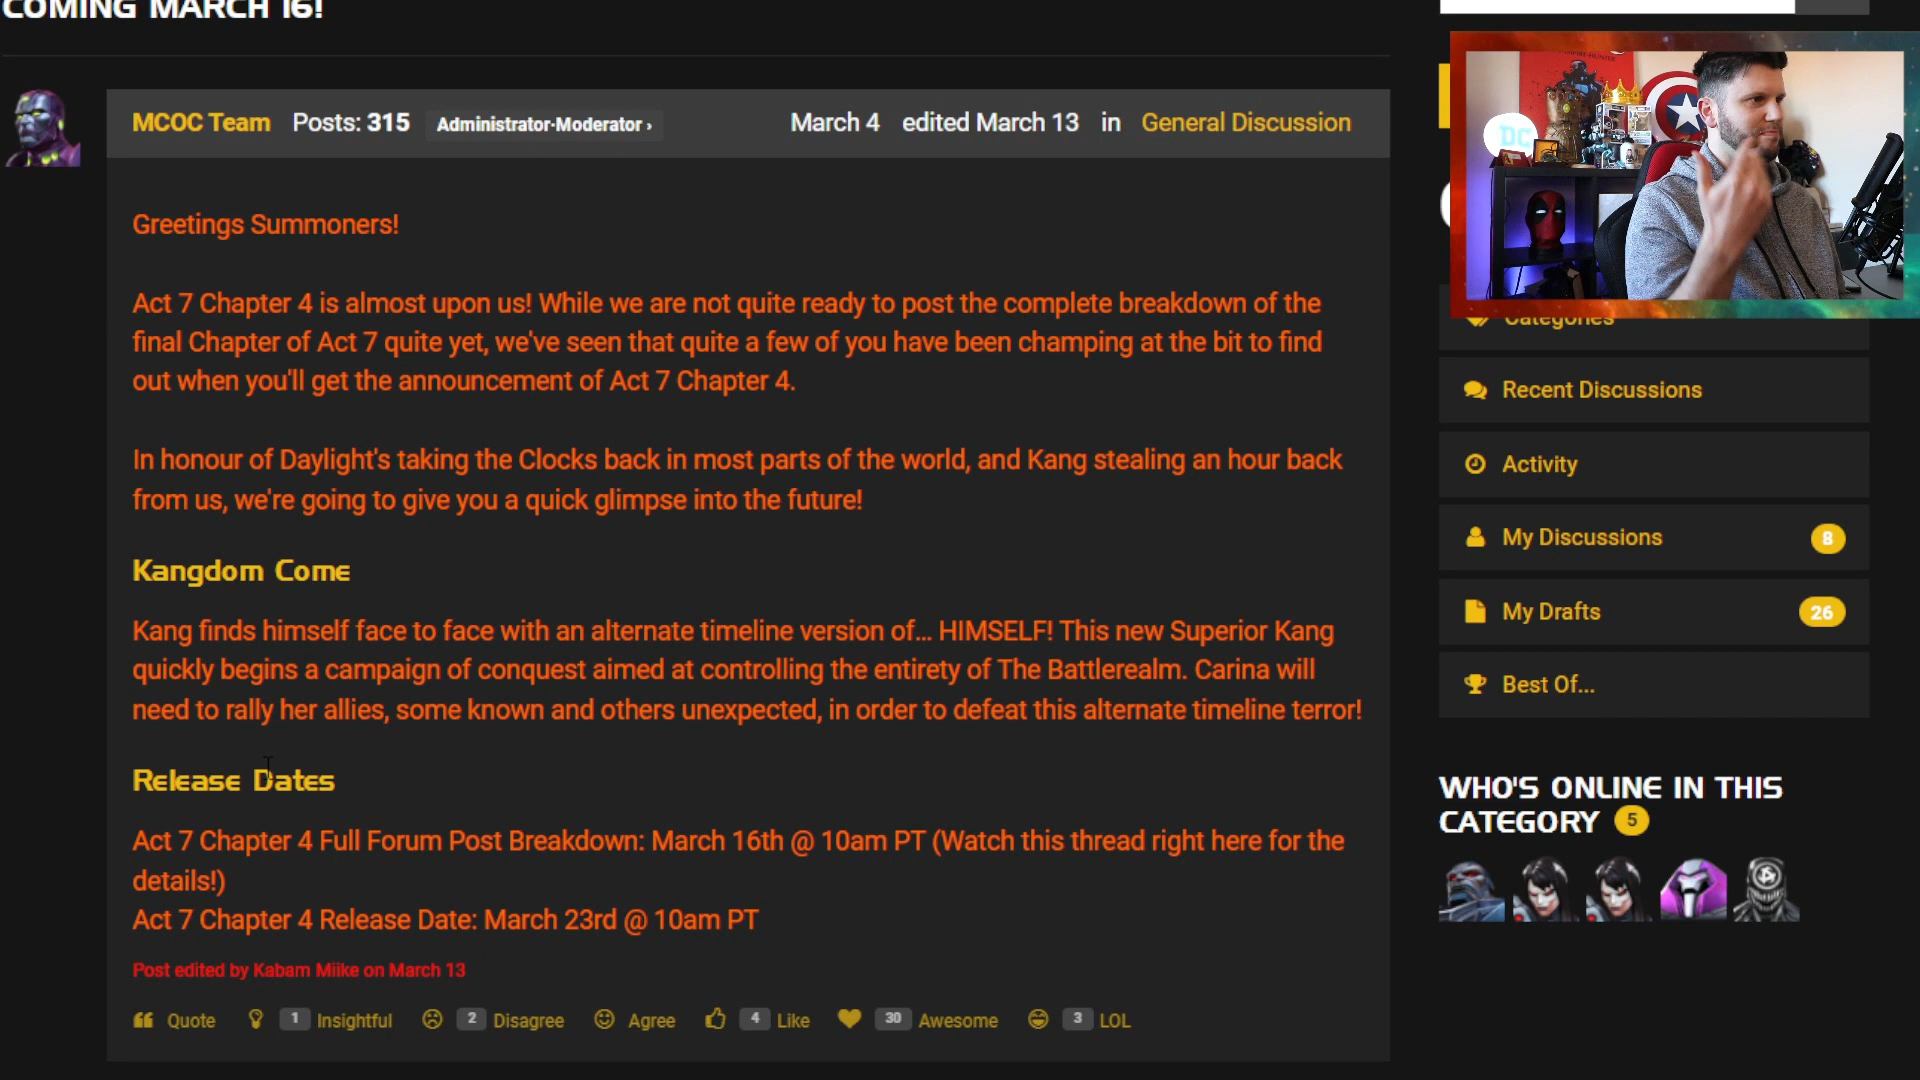 COMING MARCH 16!
MCOC Team Posts: 315 Administrator-Moderator › March 4 edited March 13 in General Discussion
Greetings Summoners!
Act 7 Chapter 4 is almost upon us! While we are not quite ready to post the complete breakdown of the
final Chapter of Act 7 quite yet, we've seen that quite a few of you have been champing at the bit to find
out when you'll get the announcement of Act 7 Chapter 4.
In honour of Daylight's taking the Clocks back in most parts of the world, and Kang stealing an hour back
from us, we're going to give you a quick glimpse into the future!
Kangdom Come
Kang finds himself face to face with an alternate timeline version of... HIMSELF! This new Superior Kang
quickly begins a campaign of conquest aimed at controlling the entirety of The Battlerealm. Carina will
need to rally her allies, some known and others unexpected, in order to defeat this alternate timeline terror!
Release Dates
Act 7 Chapter 4 Full Forum Post Breakdown: March 16th @ 10am PT (Watch this thread right here for the
details!)
Act 7 Chapter 4 Release Date: March 23rd @ 10am PT
Post edited by Kabam Miike on March 13
Quote 1 Insightful 2 Disagree Agree 4 Like 30 Awesome 3 LOL
DC
Categories
Recent Discussions
Activity
My Discussions 8
My Drafts 26
Best Of...
WHO'S ONLINE IN THIS
CATEGORY 5